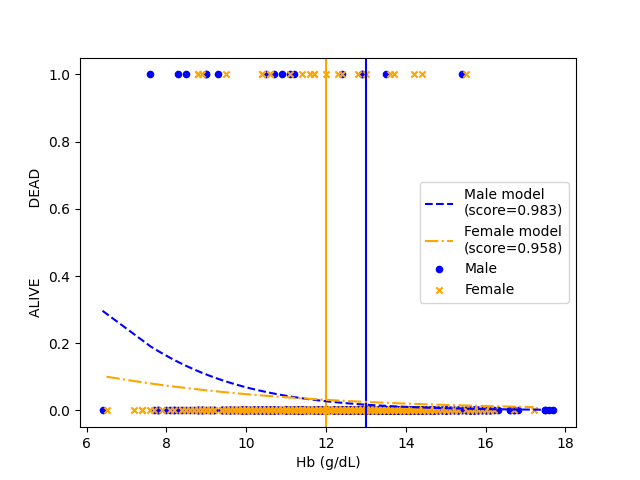 1.0
0.8
0.6
0.4
0.2
0.0
ALIVE DEAD
Male model
(score=0.983)
Female model
(score=0.958)
Male
Female
6 8 10 12 14 16 18
Hb (g/dL)